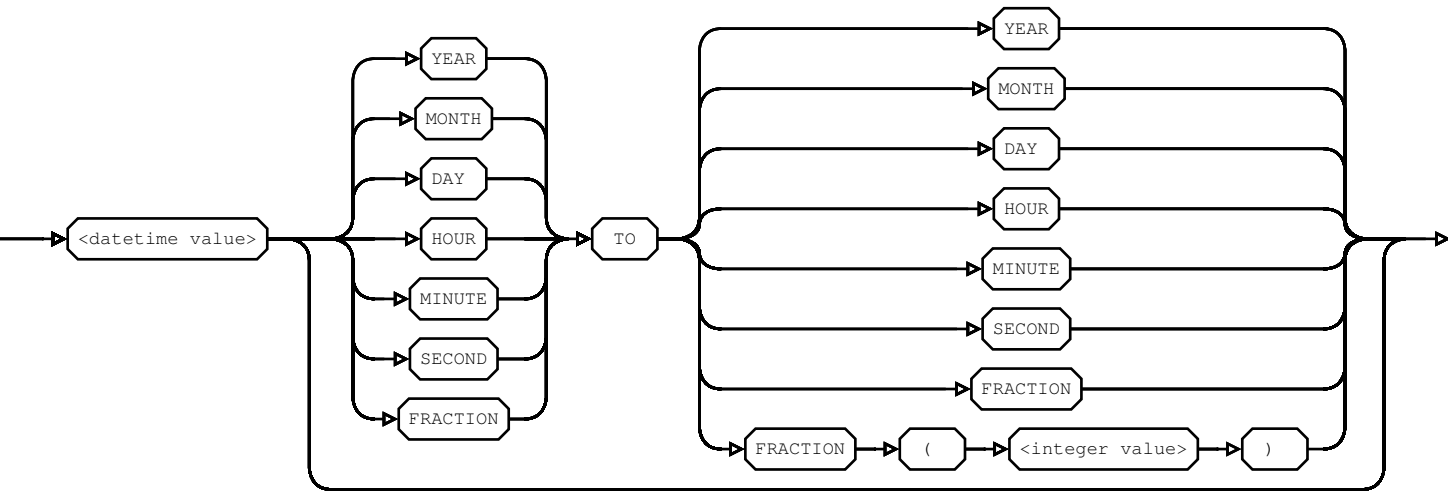 YEAR
YEAR
MONTH
MONTH
DAY
DAY
HOUR
<datetime value> HOUR TO
MINUTE
MINUTE
SECOND
SECOND
FRACTION
FRACTION
FRACTION ( <integer value> )